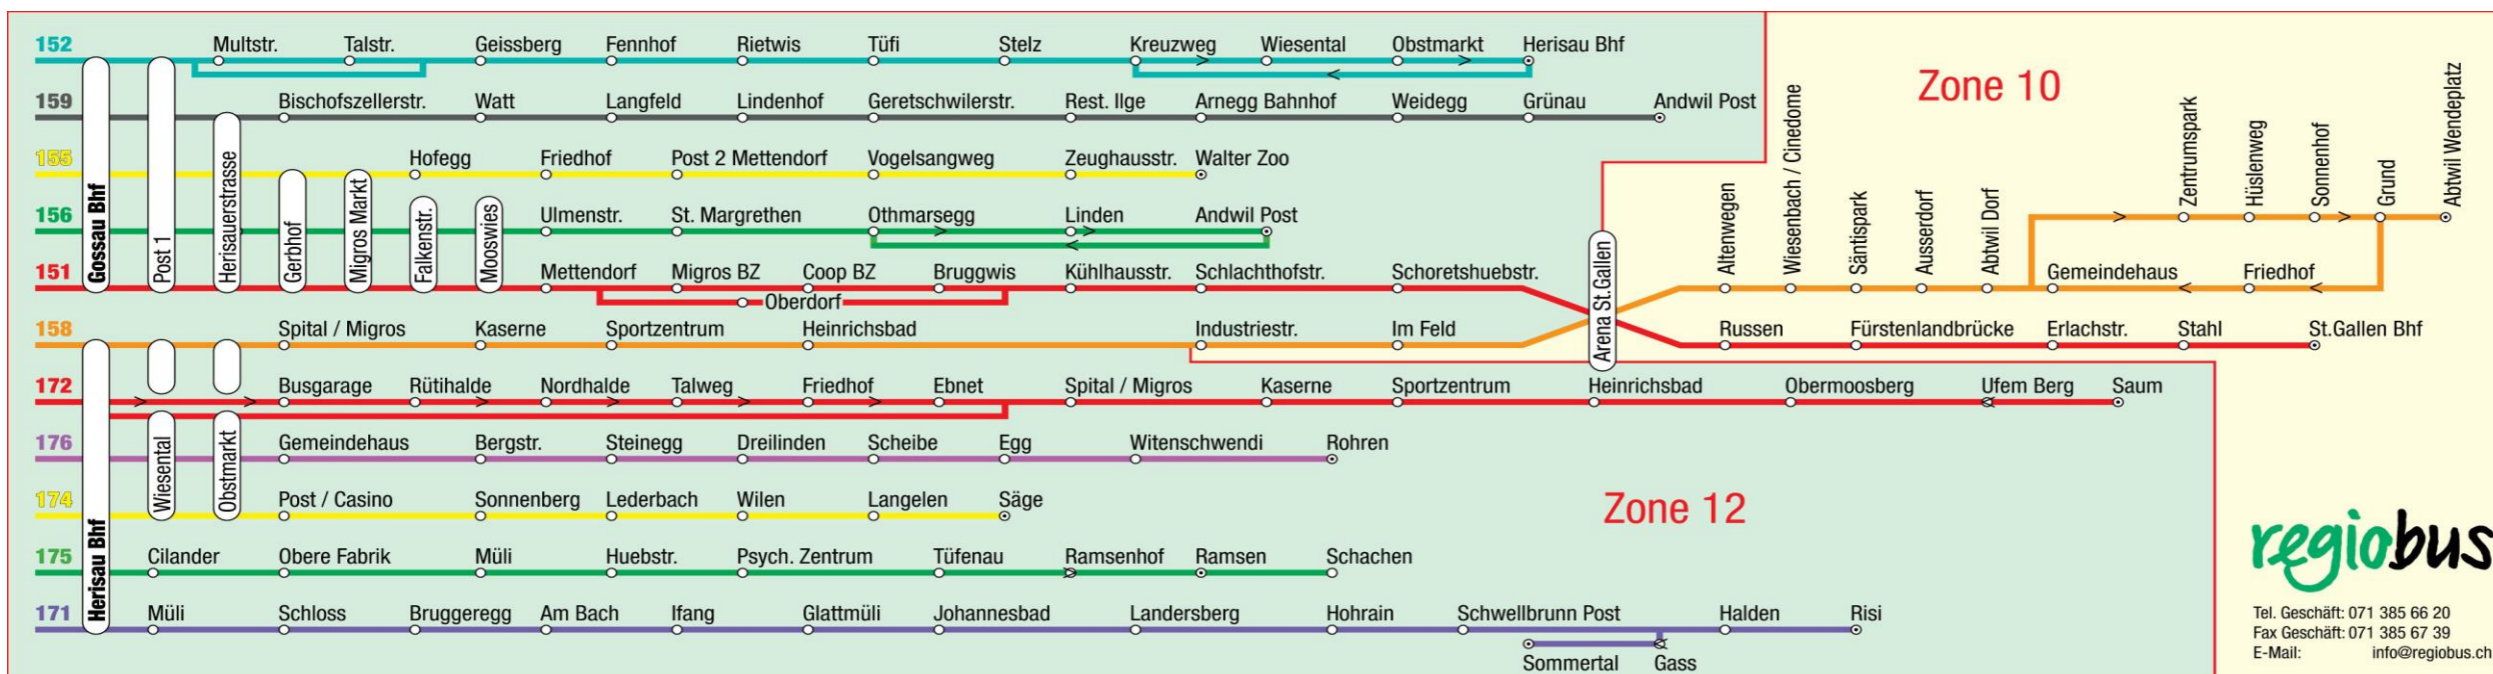 152
Multstr.
Talstr.
Geissberg
Fennhof
Rietwis
Tüfi
Stelz
Kreuzweg
Wiesental
Obstmarkt
Herisau Bhf
159
Bischofszellerstr.
Watt
Langfeld
Lindenhof
Geretschwilerstr.
Rest. Ilge
Arnegg Bahnhof
Weidegg
Grünau
Andwil Post
155
Hofegg
Friedhof
Post 2 Mettendorf
Vogelsangweg
Zeughausstr.
Walter Zoo
156
Ulmenstr.
St. Margrethen
Othmarsegg
Linden
Andwil Post
151
Gossau Bhf
Post 1
Herisauerstrasse
Gerbhof
Migros Markt
Falkenstr.
Mooswies
Mettendorf
Migros BZ
Coop BZ
Bruggwis
Oberdorf
Kühlhausstr.
Schlachthofstr.
Schoretshuebstr.
Arena St.Gallen
Zone 10
Altenwegen
Wiesenbach / Cinedome
Säntispark
Ausserdorf
Abtwil Dorf
Zentrumspark
Hüslenweg
Sonnenhof
Grund
Abtwil Wendeplatz
Gemeindehaus
Friedhof
Russen
Fürstenlandbrücke
Erlachstr.
Stahl
St.Gallen Bhf
158
Spital / Migros
Kaserne
Sportzentrum
Heinrichsbad
Industriestr.
Im Feld
172
Busgarage
Rütihalde
Nordhalde
Talweg
Friedhof
Ebnet
Spital / Migros
Kaserne
Sportzentrum
Heinrichsbad
Obermoosberg
Ufem Berg
Saum
Herisau Bhf
Wiesental
Obstmarkt
176
Gemeindehaus
Bergstr.
Steinegg
Dreilinden
Scheibe
Egg
Witenschwendi
Rohren
174
Post / Casino
Sonnenberg
Lederbach
Wilen
Langelen
Säge
Zone 12
175
Cilander
Obere Fabrik
Müli
Huebstr.
Psych. Zentrum
Tüfenau
Ramsenhof
Ramsen
Schachen
171
Müli
Schloss
Bruggeregg
Am Bach
Ifang
Glattmüli
Johannesbad
Landersberg
Hohrain
Schwellbrunn Post
Halden
Risi
Sommertal
Gass
regiobus
Tel. Geschäft: 071 385 66 20
Fax Geschäft: 071 385 67 39
E-Mail: info@regiobus.ch